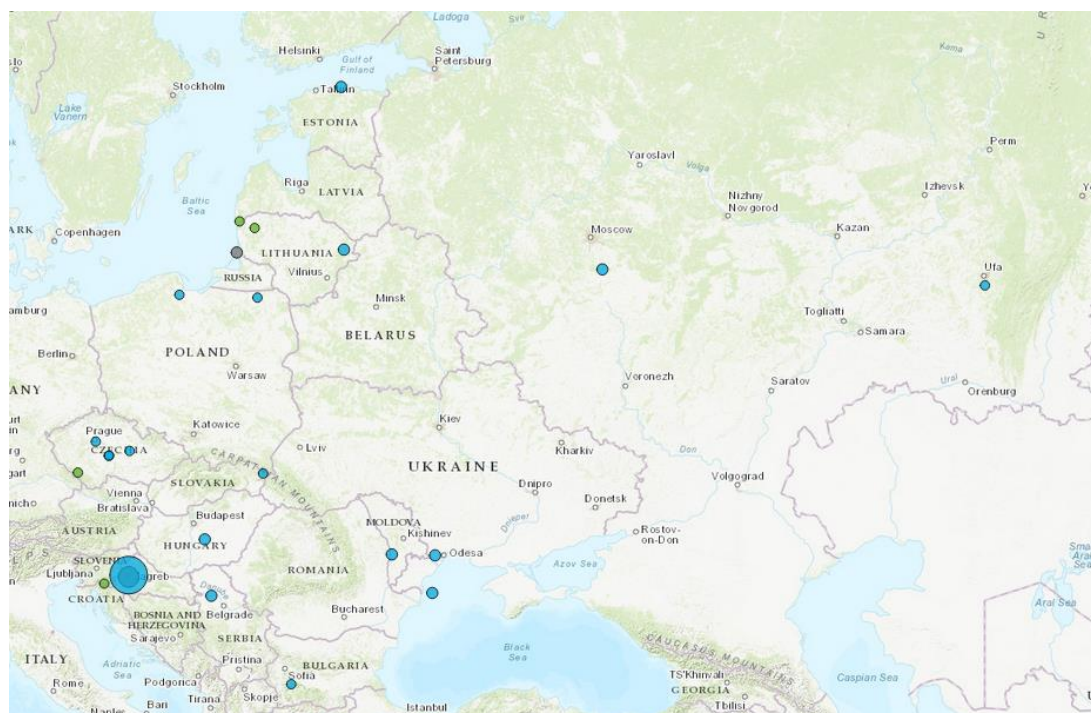 Ladoga
Svir
Helsinki
Saint
Petersburg
Gulf of
Finland
Kama
Stockholm
Lake
Vanern
ESTONIA
Perm
Yaroslavl
Volga
Riga
LATVIA
Izhevsk
Nizhny
Novgorod
Baltic
Sea
Kazan
Moscow
Copenhagen
LITHUANIA
Vilnius
RUSSIA
Ufa
Minsk
Togliatti
Samara
BELARUS
Berlin
POLAND
Warsaw
Voronezh
Saratov
Ural
Orenburg
Prague
Katowice
Kiev
Lviv
Kharkiv
Don
UKRAINE
Volgograd
CARPATHIAN MOUNTAINS
SLOVAKIA
Vienna
Bratislava
Dnipro
Donetsk
Dnieper
Budapest
AUSTRIA
MOLDOVA
Kishinev
Rostov-
on-Don
HUNGARY
Odesa
SLOVENIA
Ljubljana
ROMANIA
Azov Sea
CROATIA
Danube
Belgrade
Bucharest
BOSNIA AND
HERZEGOVINA
Sarajevo
SERBIA
Aral Sea
Black
Sea
CAUCASUS MOUNTAINS
ITALY
Adriatic
Sea
Pristina
BULGARIA
Sofia
Podgorica
Skopje
TS'Khinvali
GEORGIA
Caspian Sea
Rome
Bari
Tirana
Istanbul
Tbilisi